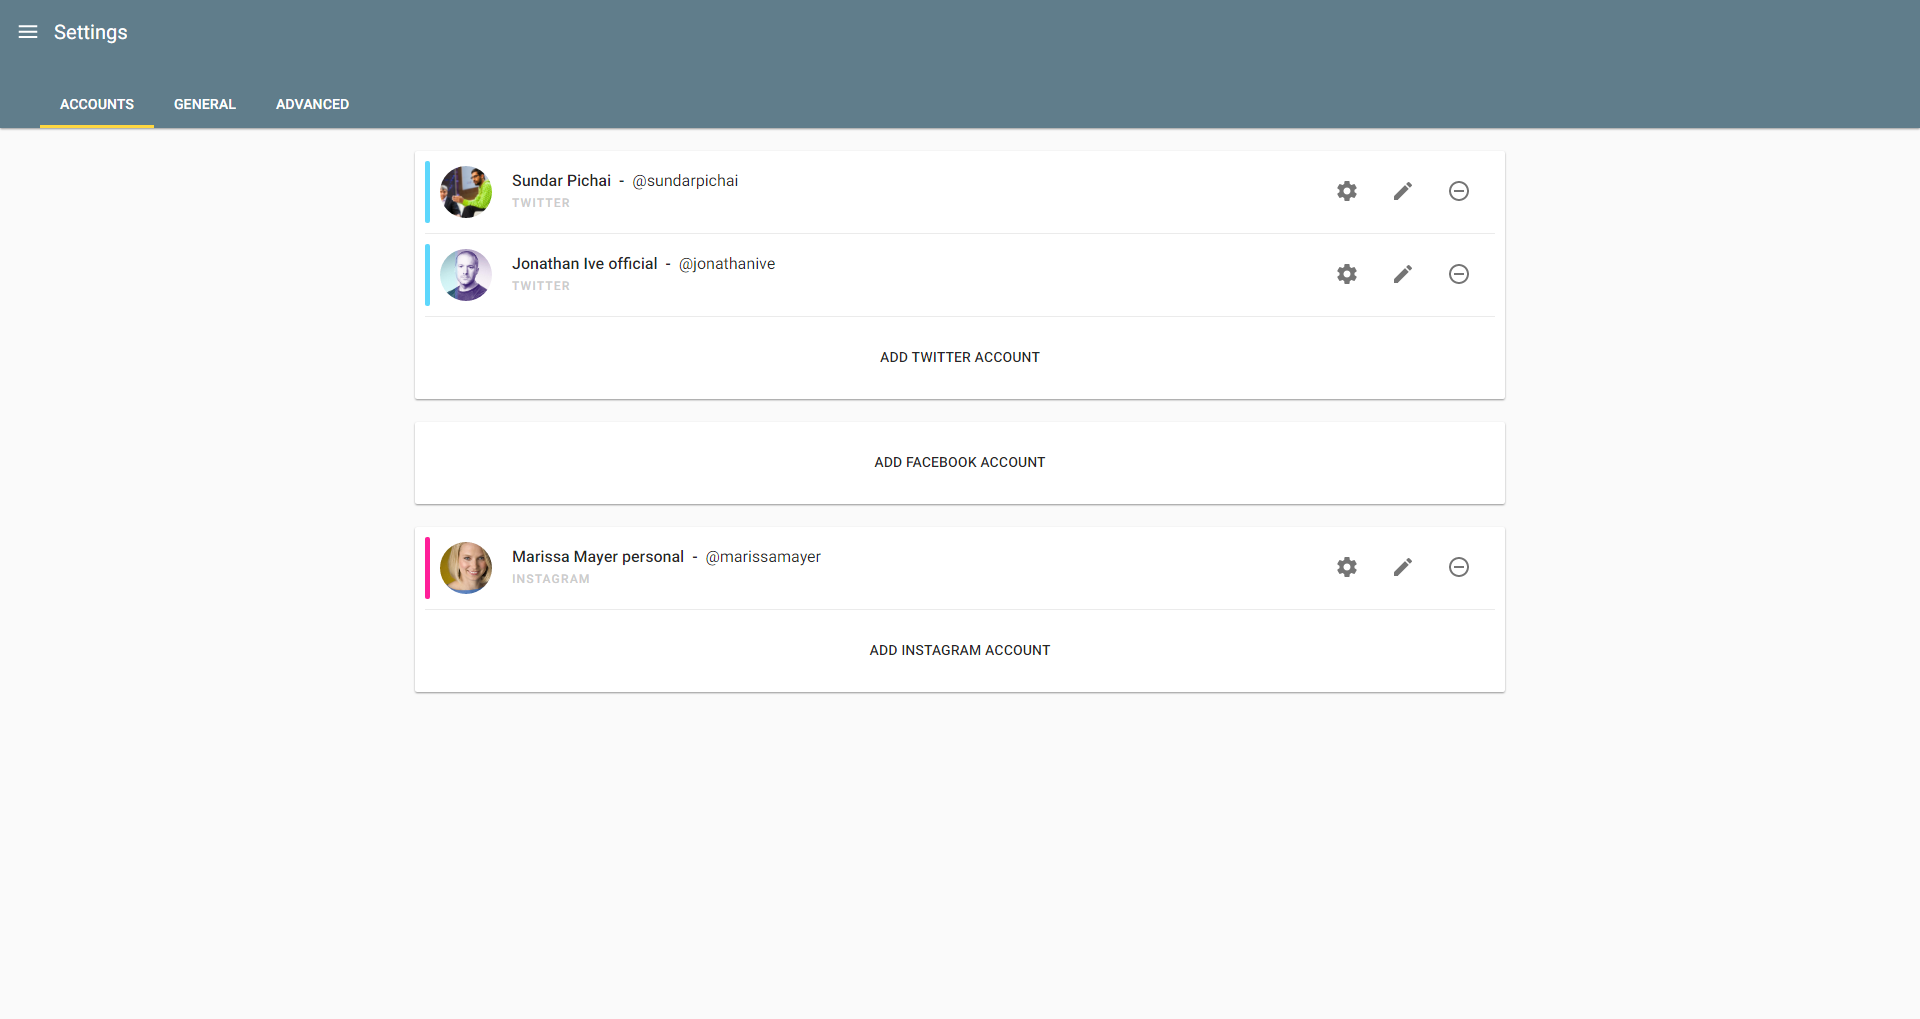 Settings
ACCOUNTS GENERAL ADVANCED
Sundar Pichai - @sundarpichai
TWITTER
Jonathan Ive official - @jonathanive
TWITTER
ADD TWITTER ACCOUNT
ADD FACEBOOK ACCOUNT
Marissa Mayer personal - @marissamayer
INSTAGRAM
ADD INSTAGRAM ACCOUNT